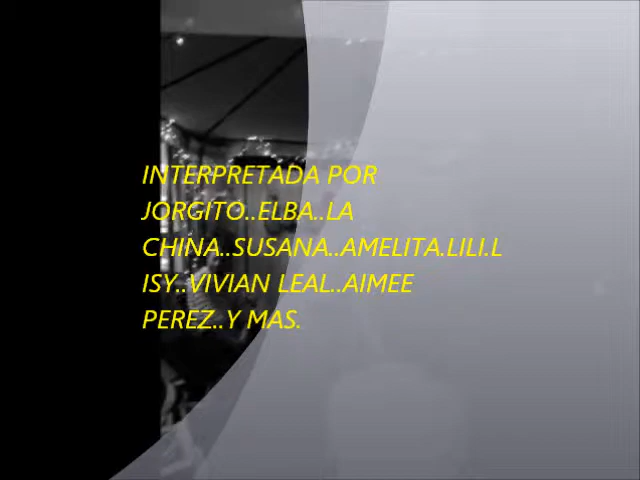 INTERPRETADA POR
JORGITO..ELBA..LA
CHINA..SUSANA..AMELITA.LILI.L
ISY..VIVIAN LEAL..AIMEE
PEREZ..Y MAS.